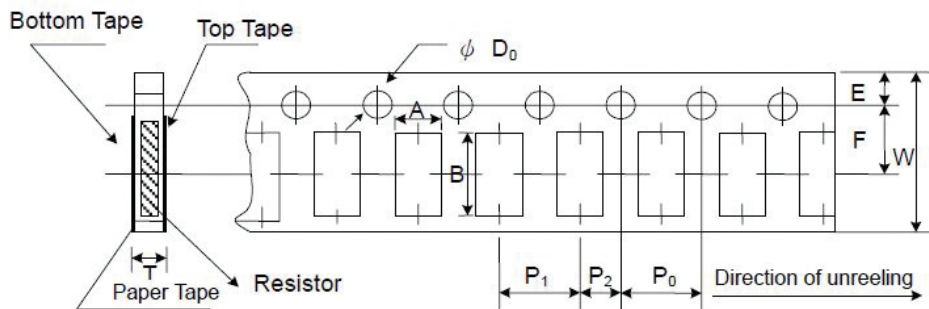 Bottom Tape
Top Tape
ψ D0
E
A
F
W
B
T
Resistor
P1
P2
P0
Direction of unreeling
Paper Tape